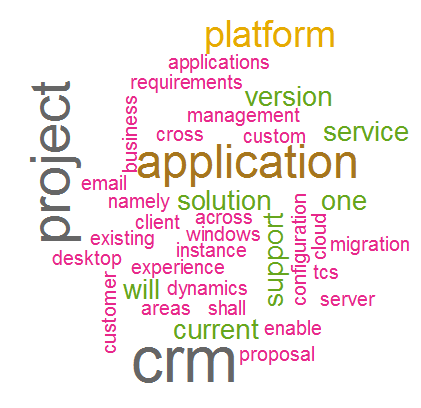 platform
applications
requirements
version
management
business
cross
custom
service
project
application
email
namely
solution
one
client
across
existing
windows
support
configuration
cloud
migration
desktop
instance
experience
tcs
customer
will
dynamics
areas
shall
server
current
enable
crm
proposal